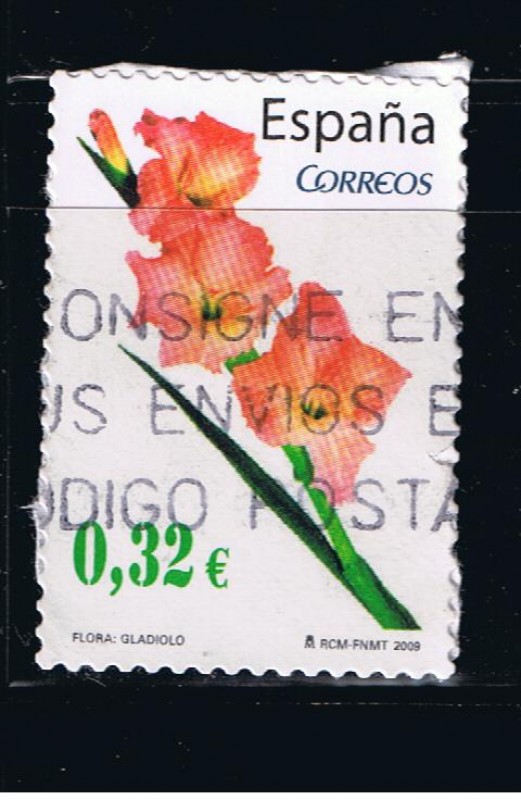 España
CORREOS
ONSIGNE EN
US ENVIOS E
ODIGO POSTA
0,32 €
FLORA: GLADIOLO
RCM-FNMT 2009